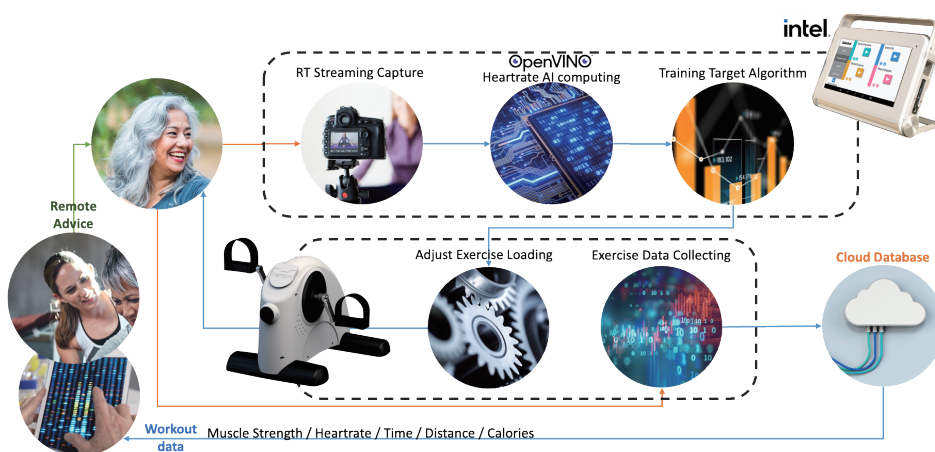 intel.
OpenVINO
RT Streaming Capture
Heartrate AI computing
Training Target Algorithm
Remote
Advice
Adjust Exercise Loading
Exercise Data Collecting
Cloud Database
Workout
data
Muscle Strength / Heartrate / Time / Distance / Calories